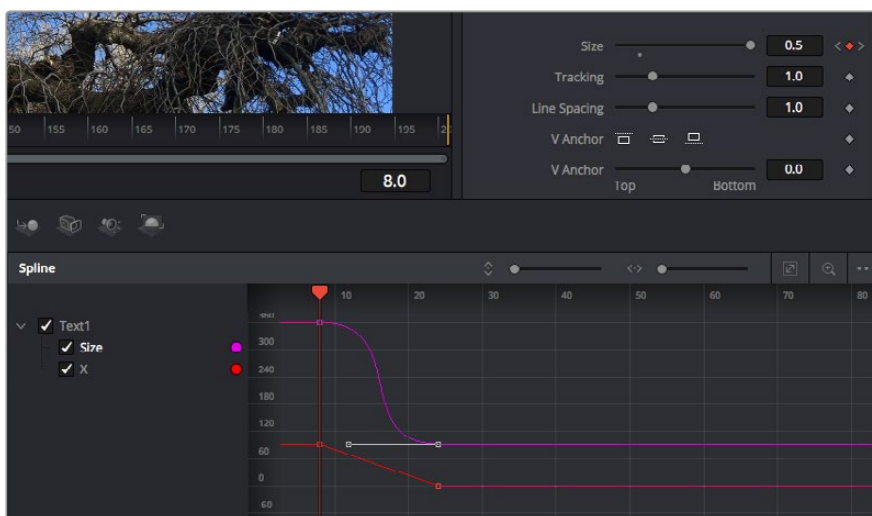 Size 0.5
Tracking 1.0
Line Spacing 1.0
V Anchor
V Anchor 0.0
Top Bottom
50 155 160 165 170 175 180 185 190 195
8.0
Spline
10 20 30 40 50 60 70 80
Text1
Size
X
300
240
180
120
60
0
60